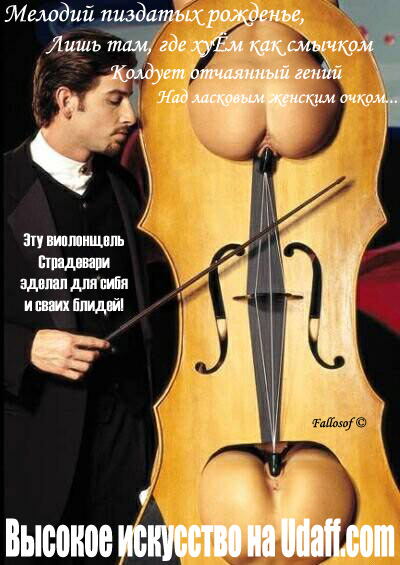 Мелодий пиздатых рожденье,
Лишь там, где хуЁм как смычком
Колдует отчаянный гений
Над ласковым женским очком...
Эту виолонщель
Страдевари
зделал для сибя
и сваих блидей!
Fallosof ©
Высокое искусство на Udaff.com